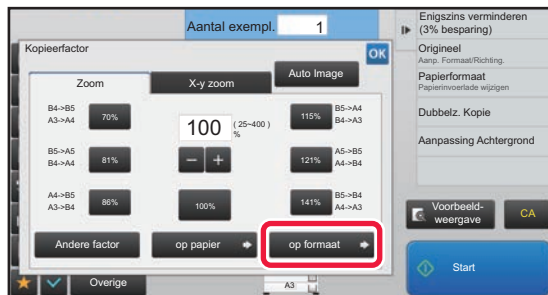 Aantal exempl. 1
Kopieerfactor
OK
Zoom
X-y zoom
Auto Image
B4->B5
A3->A4
70%
100
( 25~400 )
%
115%
B5->A4
B4->A3
B5->A5
B4->A4
81%
121%
A5->B5
A4->B4
A4->B5
A3->B4
86%
100%
141%
B5->B4
A4->A3
Andere factor
op papier
op formaat
Overige
A3
Enigszins verminderen
(3% besparing)
Origineel
Aanp. Formaat/Richting.
Papierformaat
Papierinvoerlade wijzigen
Dubbelz. Kopie
Aanpassing Achtergrond
Voorbeeld-
weergave
CA
Start